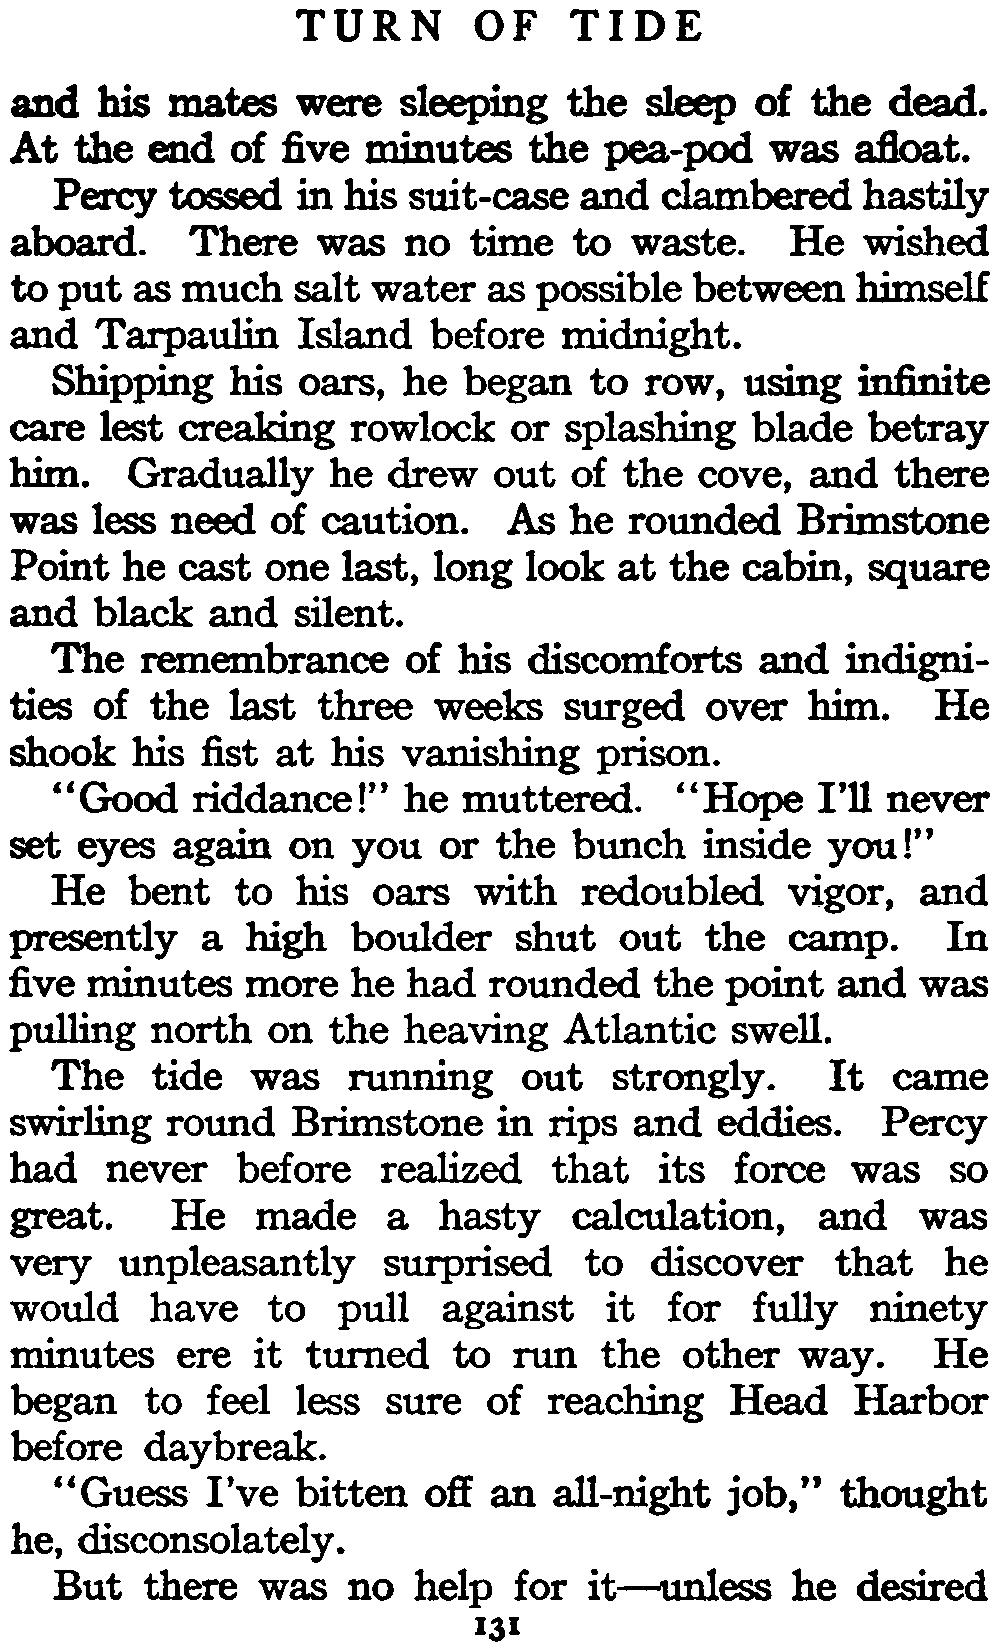 TURN OF TIDE
and his mates were sleeping the sleep of the dead.
At the end of five minutes the pea-pod was afloat.
Percy tossed in his suit-case and clambered hastily
aboard. There was no time to waste. He wished
to put as much salt water as possible between himself
and Tarpaulin Island before midnight.
Shipping his oars, he began to row, using infinite
care lest creaking rowlock or splashing blade betray
him. Gradually he drew out of the cove, and there
was less need of caution. As he rounded Brimstone
Point he cast one last, long look at the cabin, square
and black and silent.
The remembrance of his discomforts and indigni-
ties of the last three weeks surged over him. He
shook his fist at his vanishing prison.
"Good riddance!" he muttered. "Hope I'll never
set eyes again on you or the bunch inside you!"
He bent to his oars with redoubled vigor, and
presently a high boulder shut out the camp. In
five minutes more he had rounded the point and was
pulling north on the heaving Atlantic swell.
The tide was running out strongly. It came
swirling round Brimstone in rips and eddies. Percy
had never before realized that its force was so
great. He made a hasty calculation, and was
very unpleasantly surprised to discover that he
would have to pull against it for fully ninety
minutes ere it turned to run the other way. He
began to feel less sure of reaching Head Harbor
before daybreak.
"Guess I've bitten off an all-night job," thought
he, disconsolately.
But there was no help for it—unless he desired
131